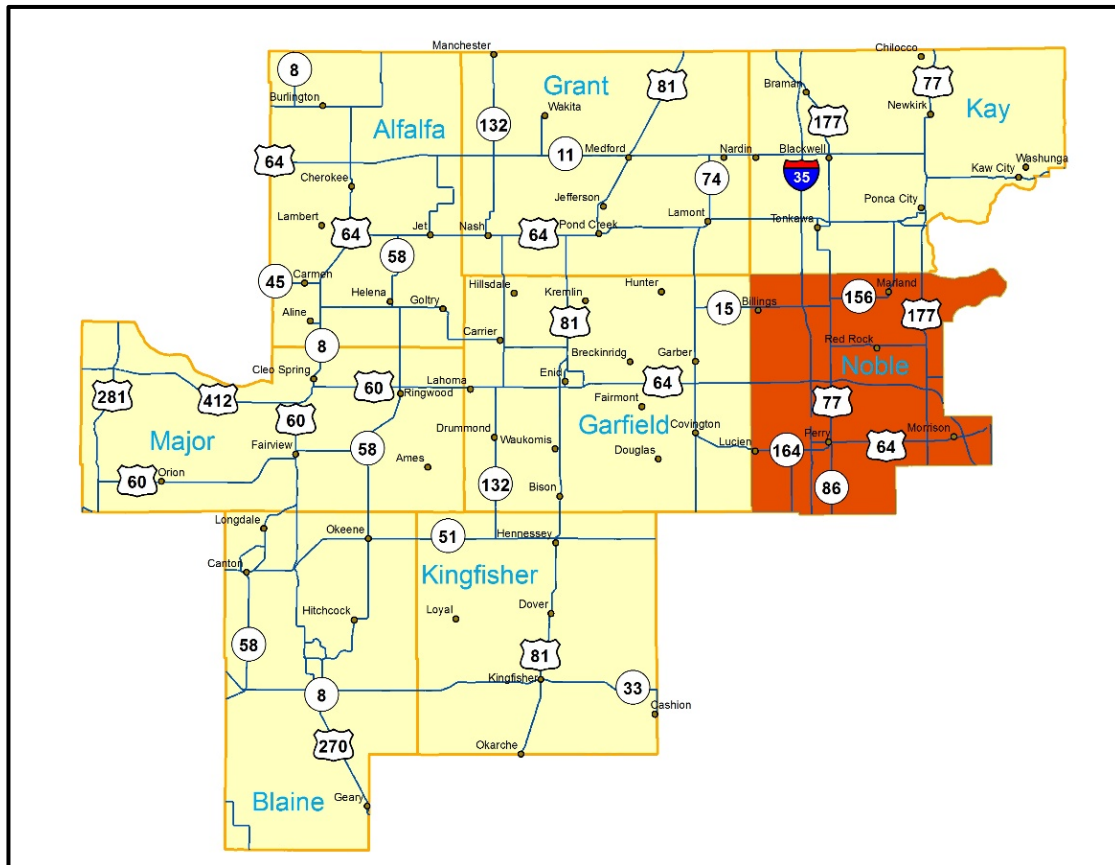 Manchester
Chilocco
8
81
77
Grant
Braman
Burlington
Wakita
177
Newkirk
Kay
132
Alfalfa
64
11
Medford
Nardin
Blackwell
Washunga
35
Kaw City
Cherokee
74
Jefferson
Ponca City
Lambert
64
Jet
Nash
64
Pond Creek
Lamont
Tonkawa
58
45
Carmen
Helena
Goltry
Hillsdale
Kremlin
Hunter
15
Billings
156
Marland
Aline
81
177
8
Carrier
Red Rock
Breckinridg
Garber
Noble
Cleo Spring
60
Lahoma
Enid
64
281
412
Ringwood
Fairmont
77
60
Garfield
Major
Drummond
Covington
Fairview
58
Waukomis
Lucien
164
Perry
64
Morrison
Ames
Douglas
60
Orion
132
86
Bison
Longdale
Okeene
51
Hennessey
Canton
Kingfisher
Hitchcock
Loyal
Dover
58
81
Kingfisher
33
8
Cashion
270
Okarche
Blaine
Geary